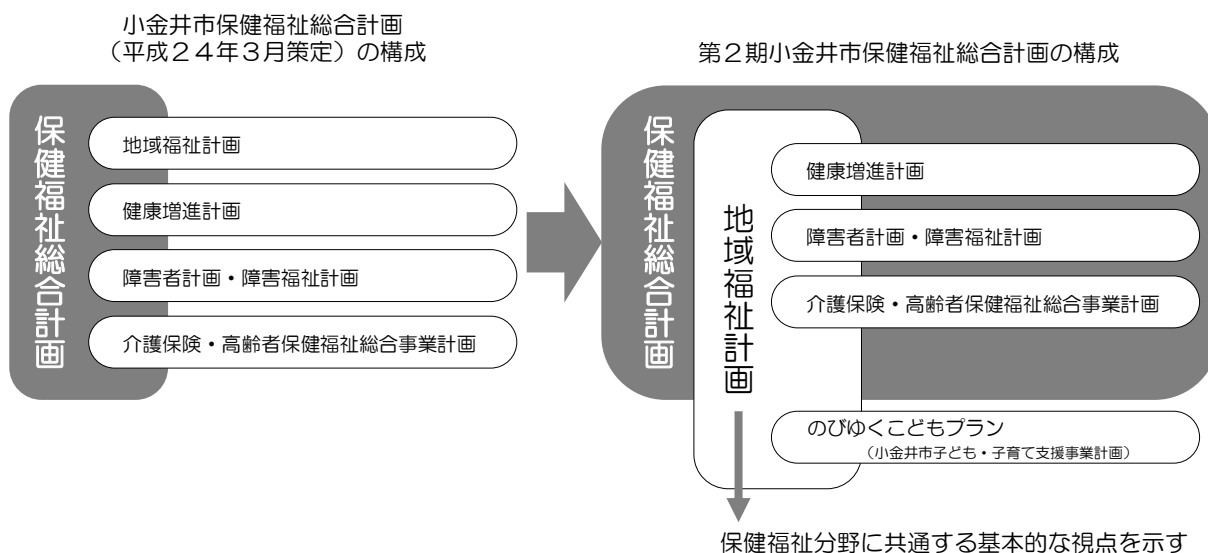 小金井市保健福祉総合計画
（平成２４年３月策定）の構成
保健福祉総合計画
地域福祉計画
健康増進計画
障害者計画・障害福祉計画
介護保険・高齢者保健福祉総合事業計画
第２期小金井市保健福祉総合計画の構成
保健福祉総合計画
地域福祉計画
健康増進計画
障害者計画・障害福祉計画
介護保険・高齢者保健福祉総合事業計画
のびゆくこどもプラン
（小金井市子ども・子育て支援事業計画）
保健福祉分野に共通する基本的な視点を示す